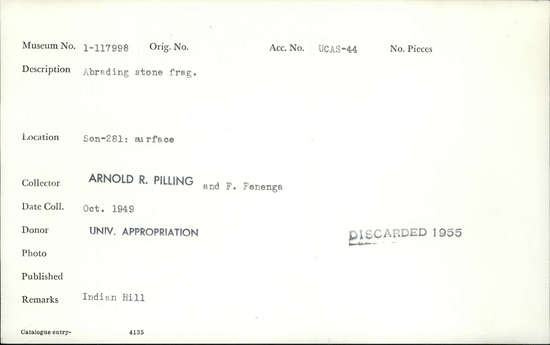 Museum No. 1-117998 Orig. No. Acc. No. UCAS-44 No. Pieces
Description Abrading stone frag.
Location Son-281: surface
Collector ARNOLD R. PILLING and F. Fenenga
Date Coll. Oct. 1949
Donor UNIV. APPROPRIATION DISCARDED 1955
Photo
Published
Remarks Indian Hill
Catalogue entry- 4135